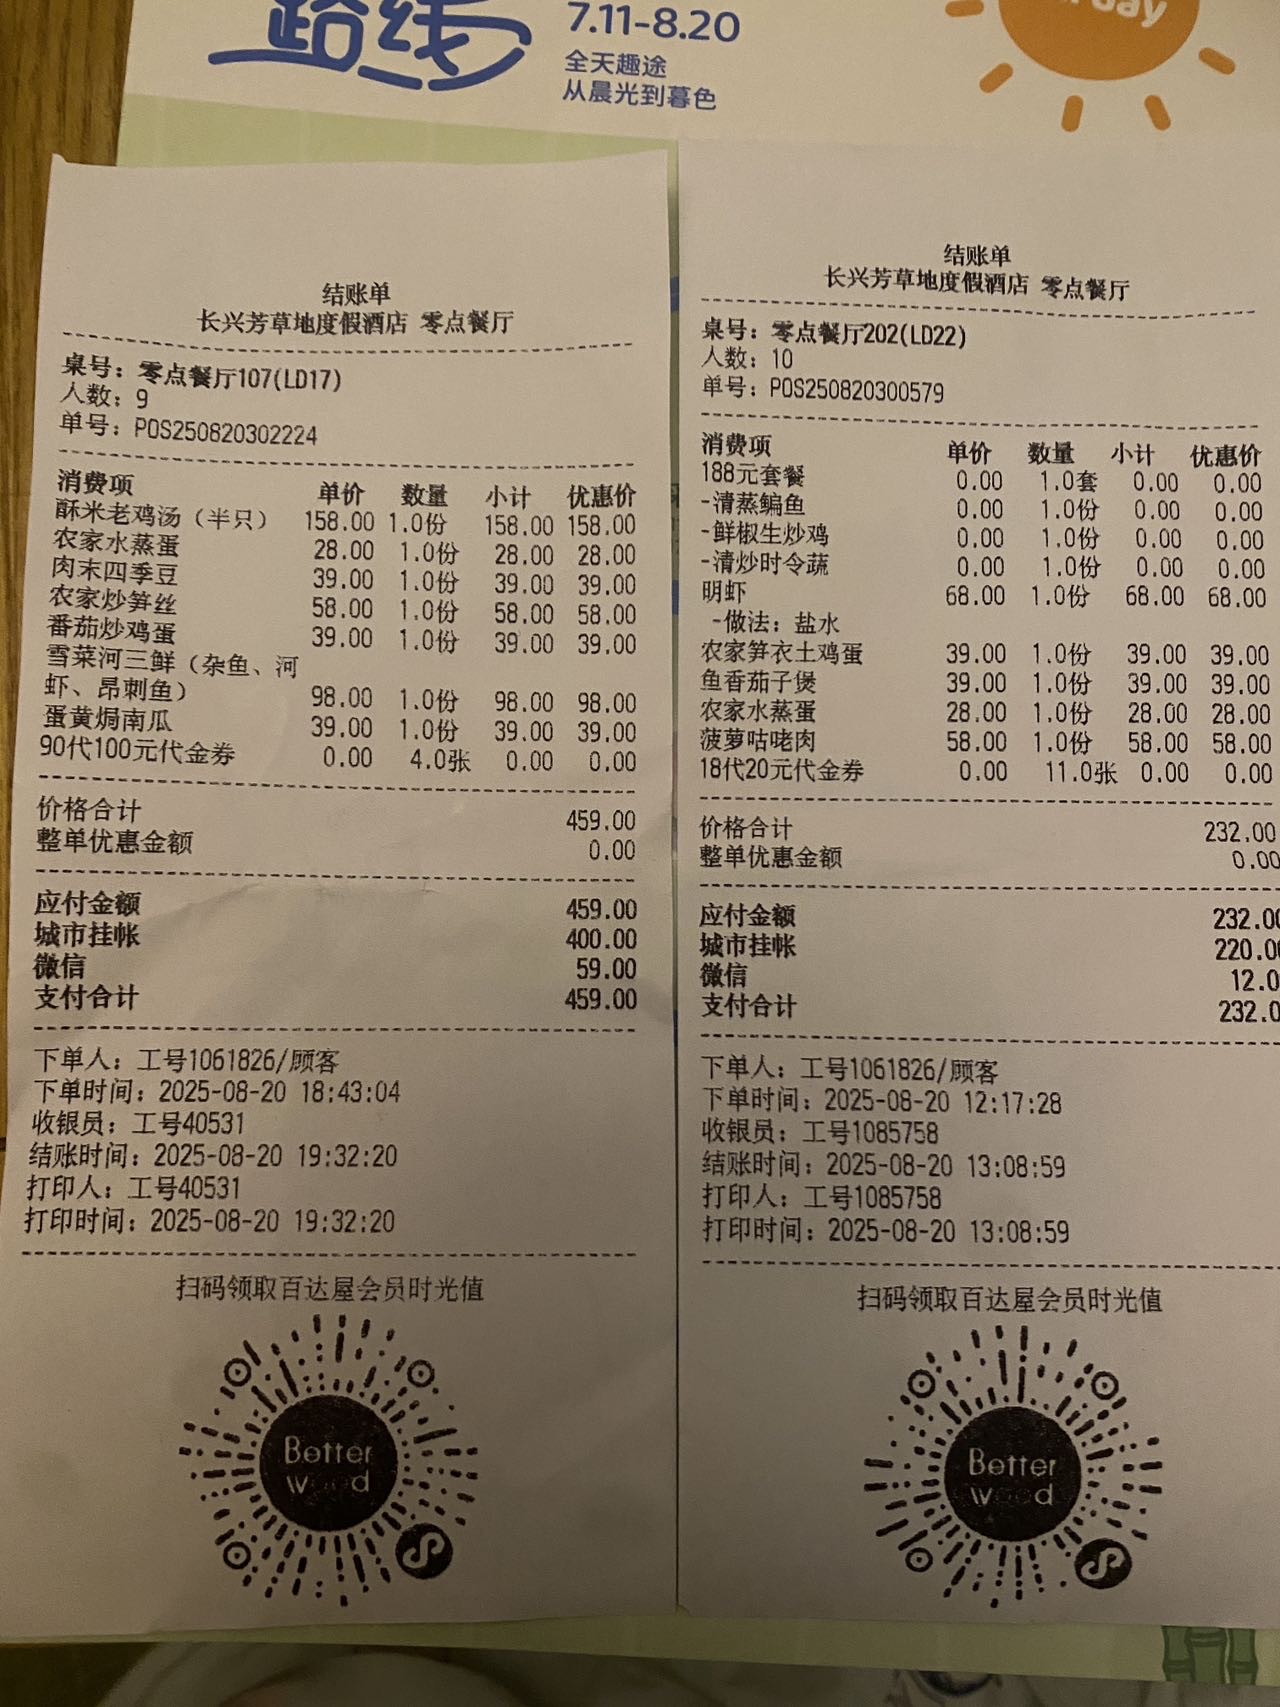 路线
7.11-8.20
全天趣途
从晨光到暮色
day
结账单
长兴芳草地度假酒店 零点餐厅
桌号：零点餐厅107(LD17)
人数：9
单号：POS250820302224
消费项 单价 数量 小计 优惠价
酥米老鸡汤（半只） 158.00 1.0份 158.00 158.00
农家水蒸蛋 28.00 1.0份 28.00 28.00
肉末四季豆 39.00 1.0份 39.00 39.00
农家炒笋丝 58.00 1.0份 58.00 58.00
番茄炒鸡蛋 39.00 1.0份 39.00 39.00
雪菜河三鲜（杂鱼、河
虾、昂刺鱼） 98.00 1.0份 98.00 98.00
蛋黄焗南瓜 39.00 1.0份 39.00 39.00
90代100元代金券 0.00 4.0张 0.00 0.00
价格合计 459.00
整单优惠金额 0.00
应付金额 459.00
城市挂帐 400.00
微信 59.00
支付合计 459.00
下单人：工号1061826/顾客
下单时间：2025-08-20 18:43:04
收银员：工号40531
结账时间：2025-08-20 19:32:20
打印人：工号40531
打印时间：2025-08-20 19:32:20
扫码领取百达屋会员时光值
Better
wood
结账单
长兴芳草地度假酒店 零点餐厅
桌号：零点餐厅202(LD22)
人数：10
单号：POS250820300579
消费项 单价 数量 小计 优惠价
188元套餐 0.00 1.0套 0.00 0.00
-清蒸鳊鱼 0.00 1.0份 0.00 0.00
-鲜椒生炒鸡 0.00 1.0份 0.00 0.00
-清炒时令蔬 0.00 1.0份 0.00 0.00
明虾 68.00 1.0份 68.00 68.00
-做法：盐水
农家笋衣土鸡蛋 39.00 1.0份 39.00 39.00
鱼香茄子煲 39.00 1.0份 39.00 39.00
农家水蒸蛋 28.00 1.0份 28.00 28.00
菠萝咕咾肉 58.00 1.0份 58.00 58.00
18代20元代金券 0.00 11.0张 0.00 0.00
价格合计 232.00
整单优惠金额 0.00
应付金额 232.00
城市挂帐 220.0
微信 12.0
支付合计 232.0
下单人：工号1061826/顾客
下单时间：2025-08-20 12:17:28
收银员：工号1085758
结账时间：2025-08-20 13:08:59
打印人：工号1085758
打印时间：2025-08-20 13:08:59
扫码领取百达屋会员时光值
Better
wood